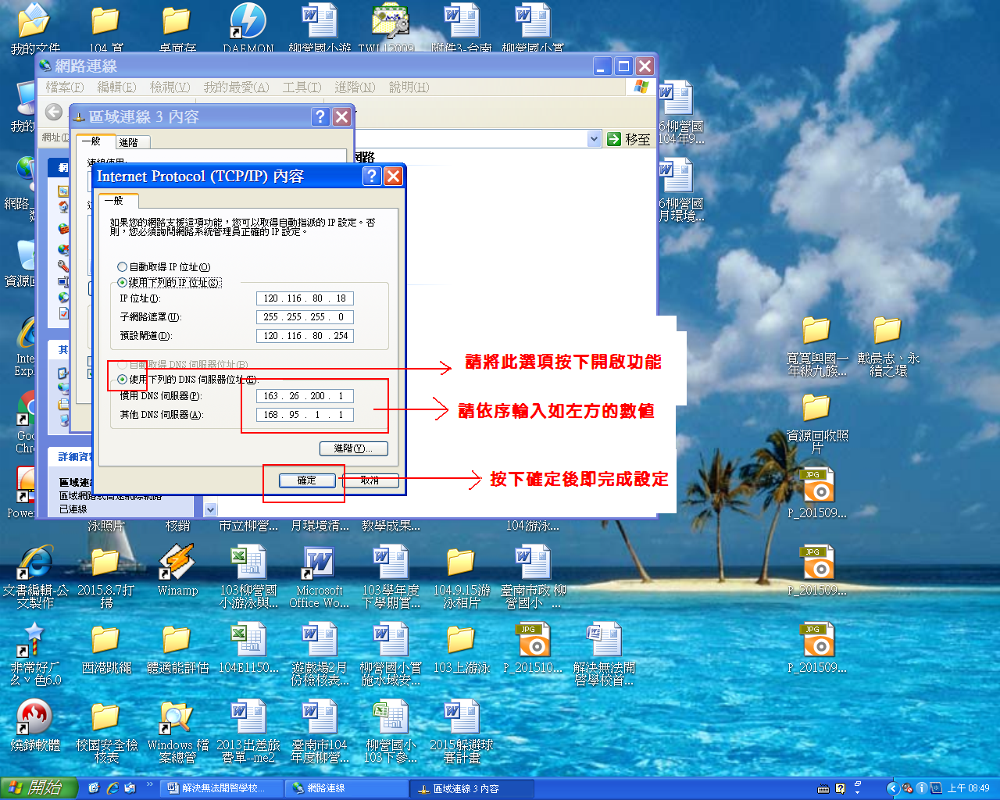 我的文件
104 寶
桌面存
DAEMON
柳營國小游
TWL12009
附件3-台南
柳營國小實
網路連線
檔案(F) 編輯(E) 檢視(V) 我的最愛(A) 工具(T) 進階(N) 說明(H)
網址(D
移至
區域連線 3 內容
一般 進階
連線使用:
網路
Internet Protocol (TCP/IP) 內容
一般
如果您的網路支援這項功能，您可以取得自動指派的 IP 設定。否
則，您必須詢問網路系統管理員正確的 IP 設定。
自動取得 IP 位址(O)
使用下列的 IP 位址(S):
IP 位址(I): 120 . 116 . 80 . 18
子網路遮罩(U): 255 . 255 . 255 . 0
預設閘道(D): 120 . 116 . 80 . 254
自動取得 DNS 伺服器位址(B)
使用下列的 DNS 伺服器位址(E):
慣用 DNS 伺服器(P): 163 . 26 . 200 . 1
其他 DNS 伺服器(A): 168 . 95 . 1 . 1
進階(V)...
確定 取消
請將此選項按下開啟功能
請依序輸入如左方的數值
按下確定後即完成設定
詳細資
區域連
區域網路或高速網際網路
已連線
我的
網路_
資源回
Inte
Expl
Goo
Chr
Powe
6柳營國
104年9...
6柳營國
月環境...
寬寬與國一
年級九族...
戴晨志、永
續之環
資源回收照
片
P_201509...
泳照片
核銷
市立柳營...
月環境清...
教學成果...
104游泳...
文書編輯-公
文製作
2015.8.7打
掃
Winamp
103柳營國
小游泳與...
Microsoft
Office Wo...
103學年度
下學期實...
104.9.15游
泳相片
臺南市政 柳
營國小 ...
P_201509...
非常好ㄏ
ㄠˇ色6.0
西港跳繩
體適能評估
104E1150...
遊戲場2月
份檢核表...
柳營國小實
施水域安...
103上游泳
P_201510...
解決無法開
啓學校首...
P_201509...
燒錄軟體
校園安全檢
核表
Windows 檔
案總管
2013出差旅
費單--me2
臺南市104
年度柳營...
柳營國小
103下參...
2015躲避球
賽計畫
開始
解決無法開啓學校...
網路連線
區域連線 3 內容
上午 08:49